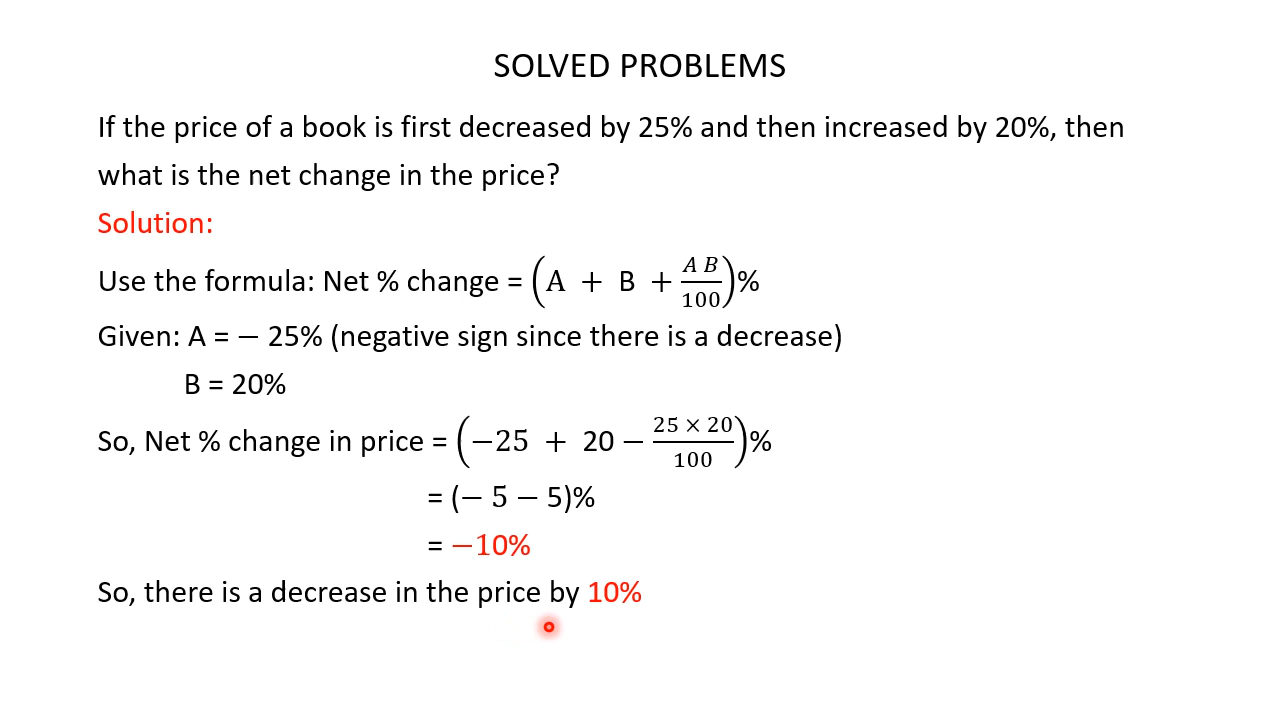 SOLVED PROBLEMS
If the price of a book is first decreased by 25% and then increased by 20%, then
what is the net change in the price?
Solution:
Use the formula: Net % change = (A + B + \frac{A B}{100})%
Given: A = − 25% (negative sign since there is a decrease)
B = 20%
So, Net % change in price = (−25 + 20 − \frac{25 × 20}{100})%
= (− 5 − 5)%
= −10%
So, there is a decrease in the price by 10%